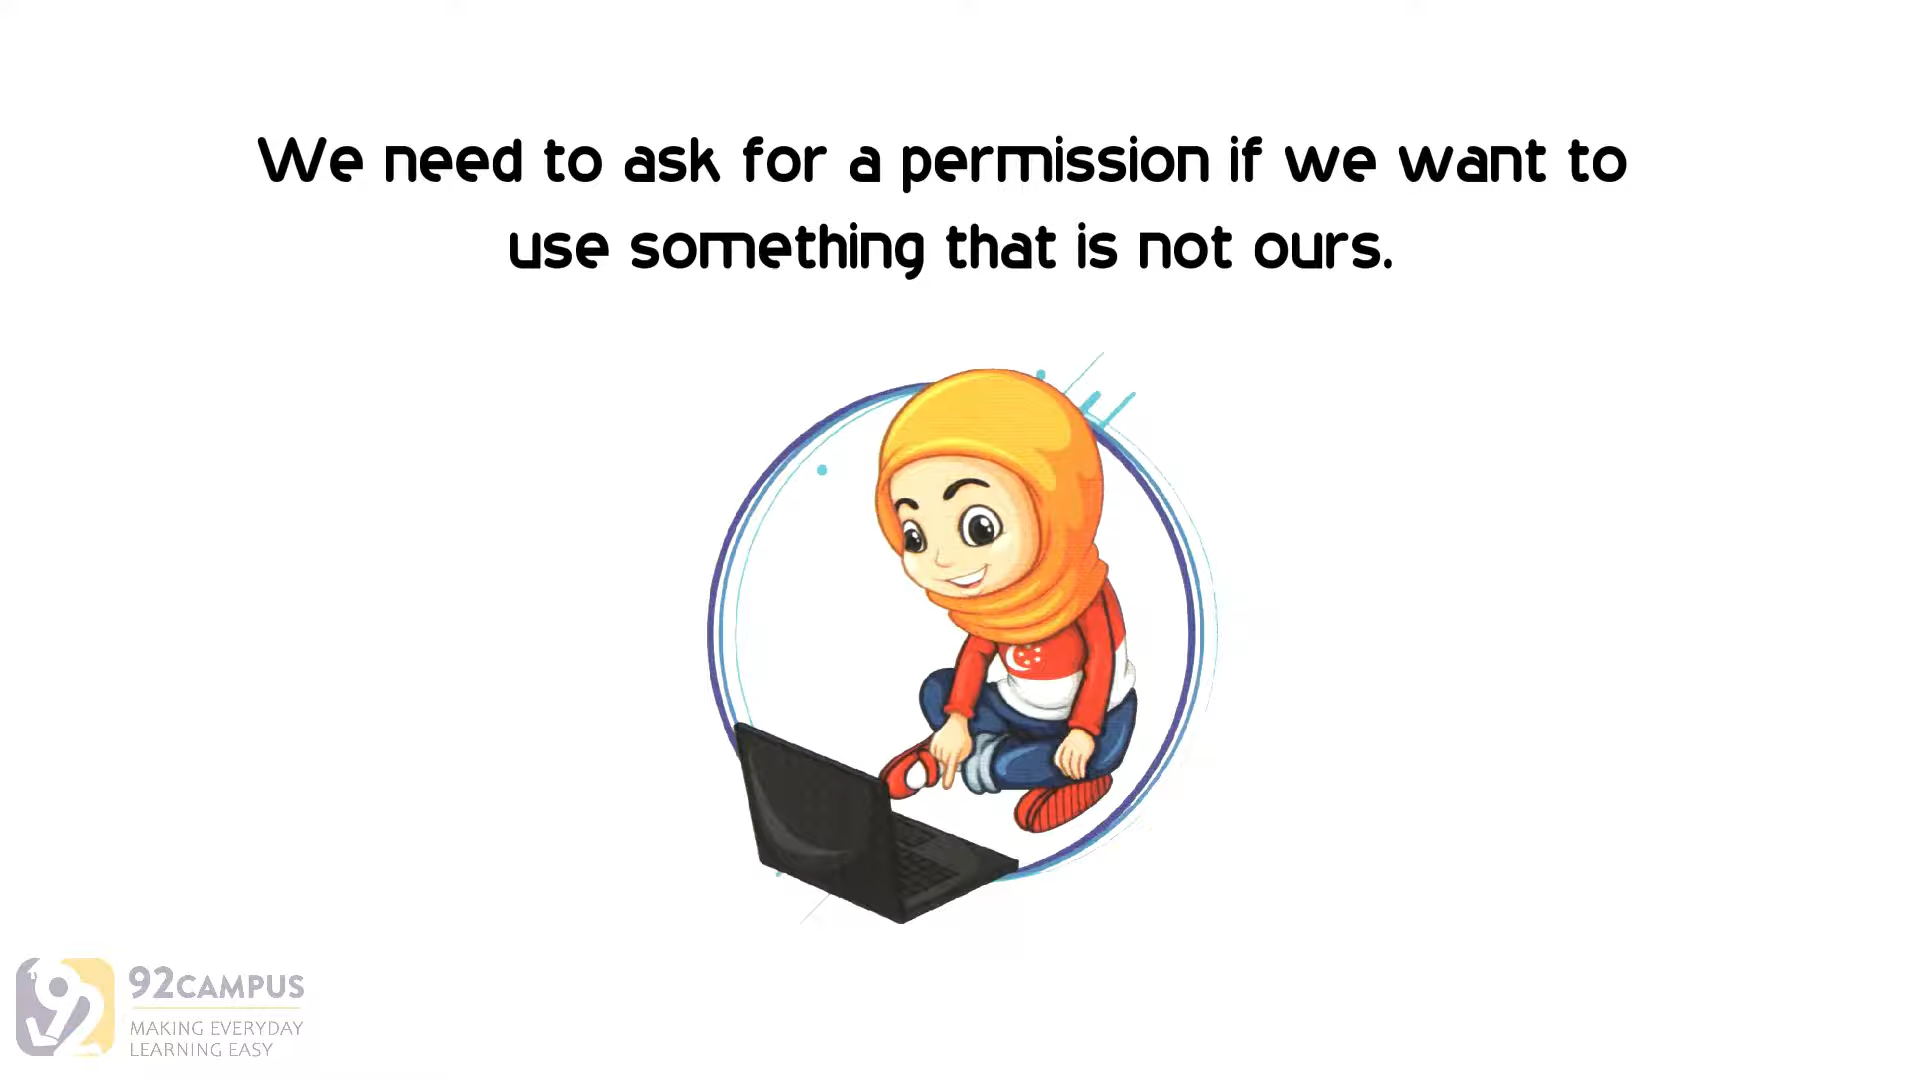 We need to ask for a permission if we want to
use something that is not ours.
92CAMPUS
MAKING EVERYDAY
LEARNING EASY